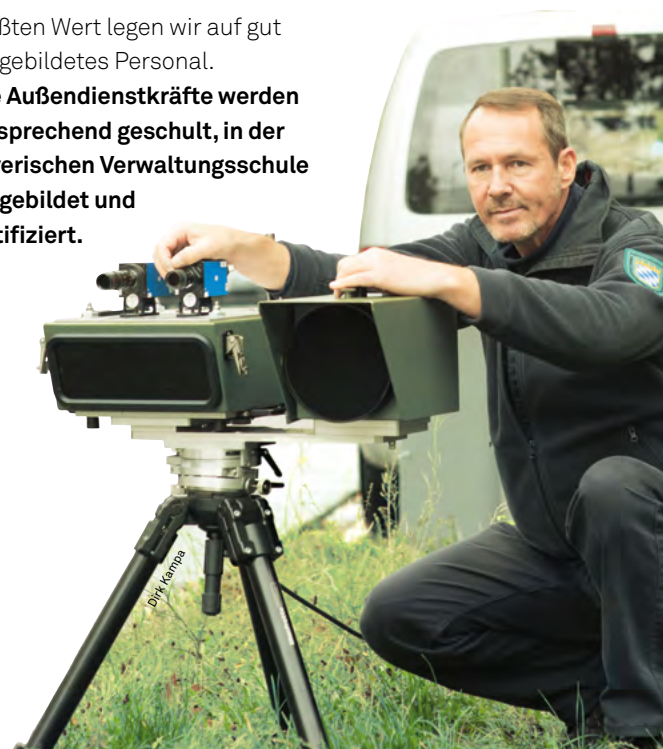 ßten Wert legen wir auf gut
gebildetes Personal.
e Außendienstkräfte werden
sprechend geschult, in der
yerischen Verwaltungsschule
gebildet und
tifiziert.
Dirk Kampa